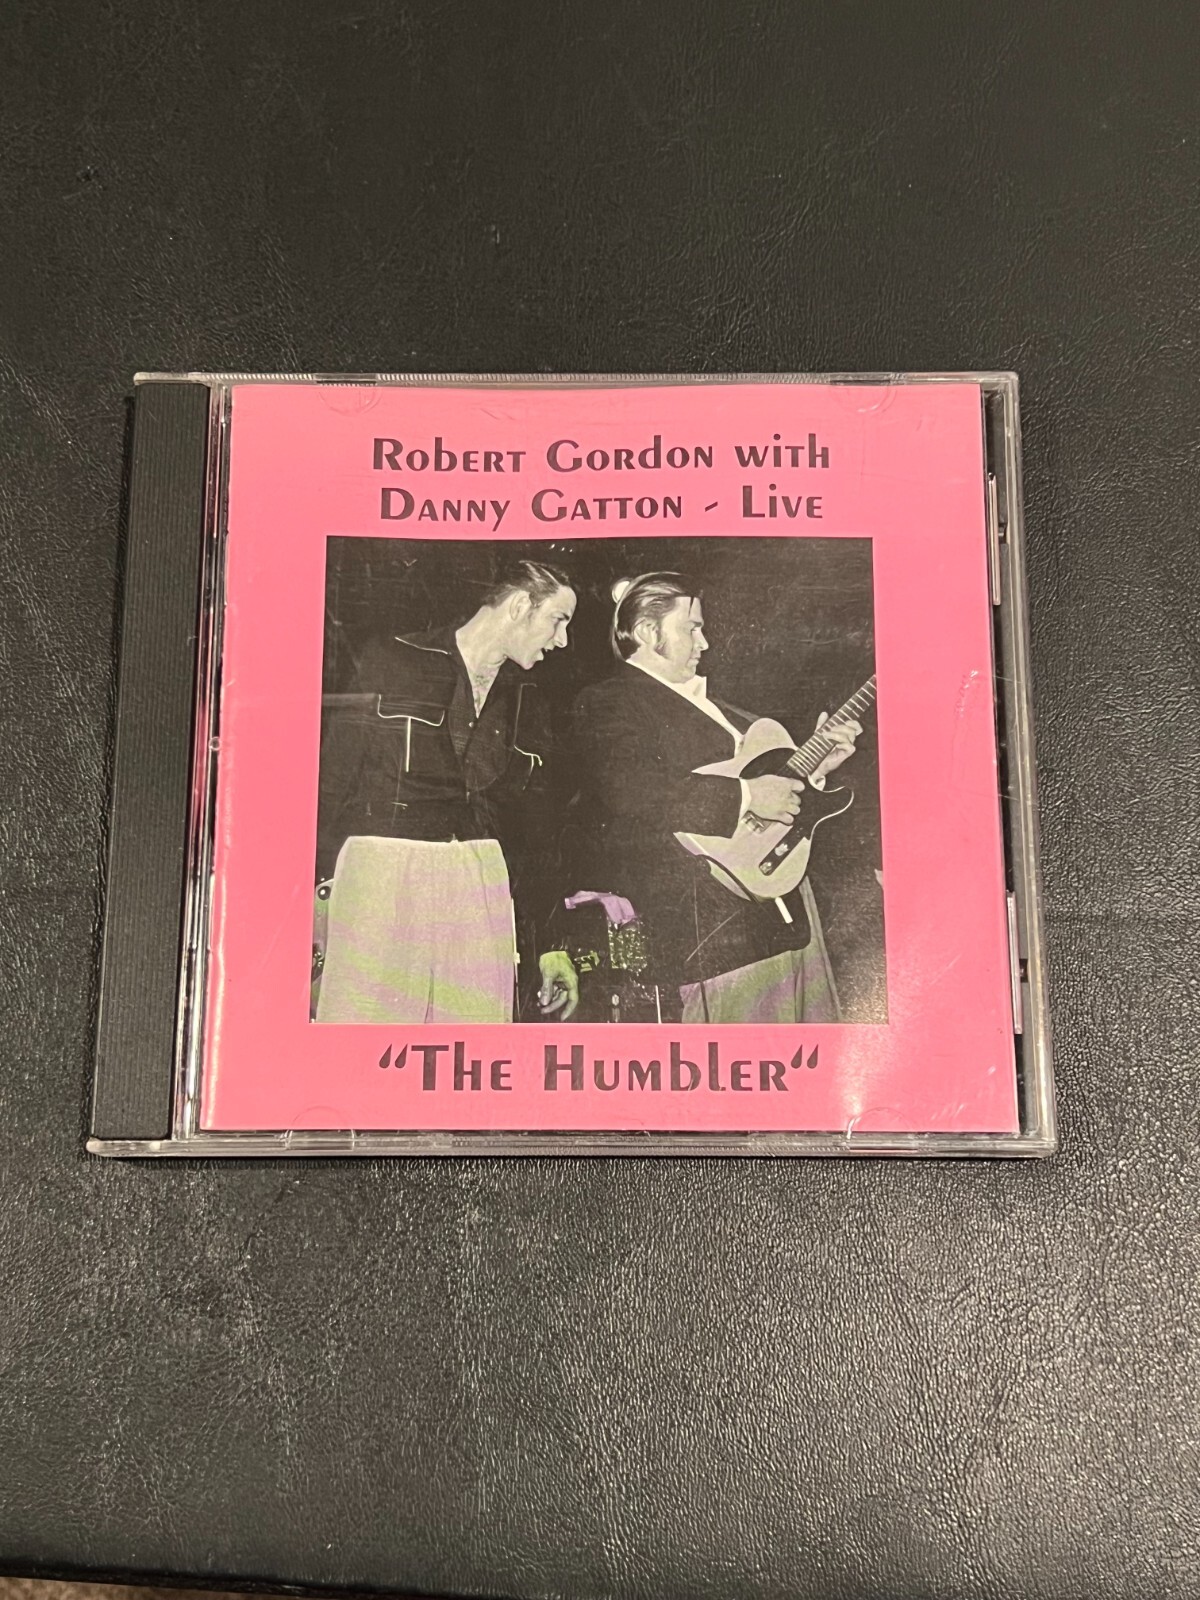 Robert Gordon with
Danny Gatton - Live
“The Humbler“